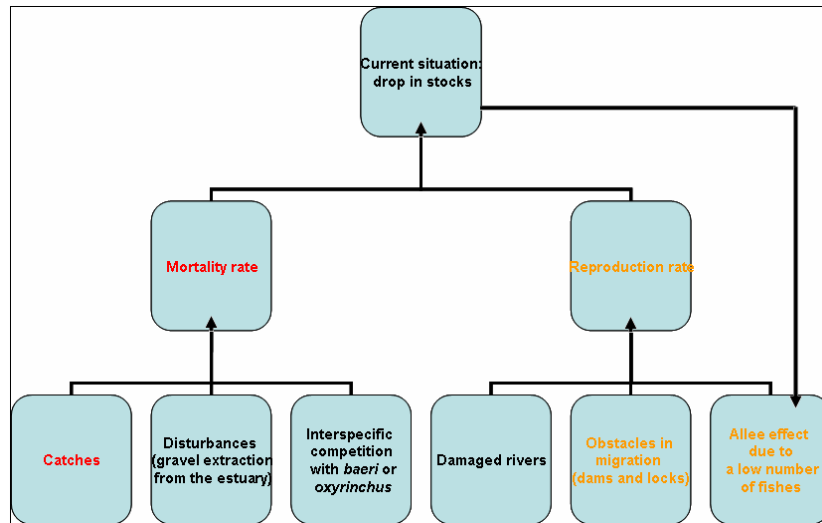 Current situation:
drop in stocks
Mortality rate
Reproduction rate
Catches
Disturbances
(gravel extraction
from the estuary)
Interspecific
competition
with baeri or
oxyrinchus
Damaged rivers
Obstacles in
migration
(dams and locks)
Allee effect
due to
a low number
of fishes